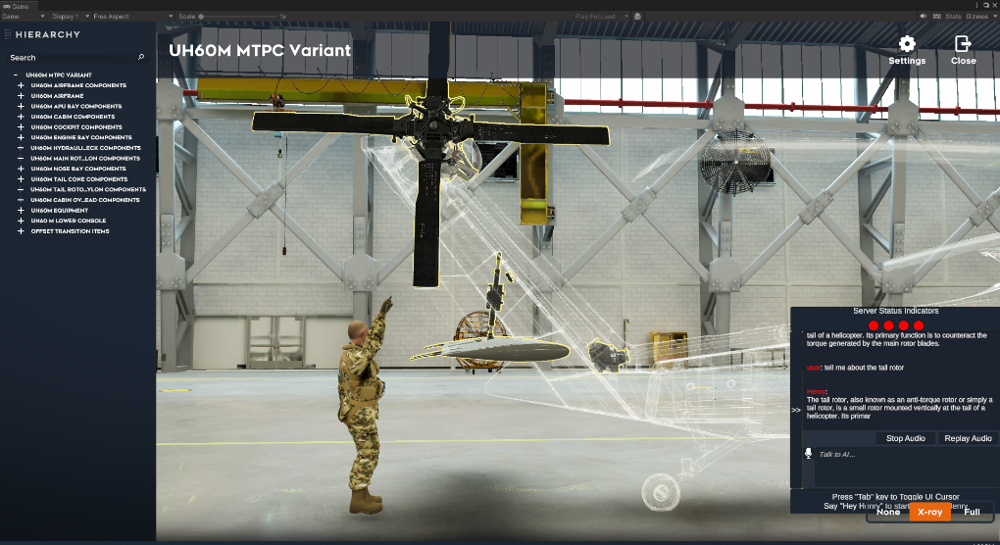 Game
Game Display 1 Free Aspect Scale 1x Play Focused Stats Gizmos
HIERARCHY
Search
UH60M MTPC VARIANT
UH60M AIRFRAME COMPONENTS
UH60M AIRFRAME
UH60M APU BAY COMPONENTS
UH60M CABIN COMPONENTS
UH60M COCKPIT COMPONENTS
UH60M ENGINE BAY COMPONENTS
UH60M HYDRAULI...ECK COMPONENTS
UH60M MAIN ROT...LON COMPONENTS
UH60M NOSE BAY COMPONENTS
UH60M TAIL CONE COMPONENTS
UH60M TAIL ROTO...YLON COMPONENTS
UH60M CABIN OV...EAD COMPONENTS
UH60M EQUIPMENT
UH60 M LOWER CONSOLE
OFFSET TRANSITION ITEMS
UH60M MTPC Variant
Settings
Close
Server Status Indicators
tail of a helicopter. Its primary function is to counteract the
torque generated by the main rotor blades.
user: tell me about the tail rotor
Henry:
The tail rotor, also known as an anti-torque rotor or simply a
tail rotor, is a small rotor mounted vertically at the tail of a
helicopter. Its primar
>>
Stop Audio
Replay Audio
Talk to AI...
Press "Tab" key to Toggle UI Cursor
Say "Hey Henry" to star
None
X-ray
Full